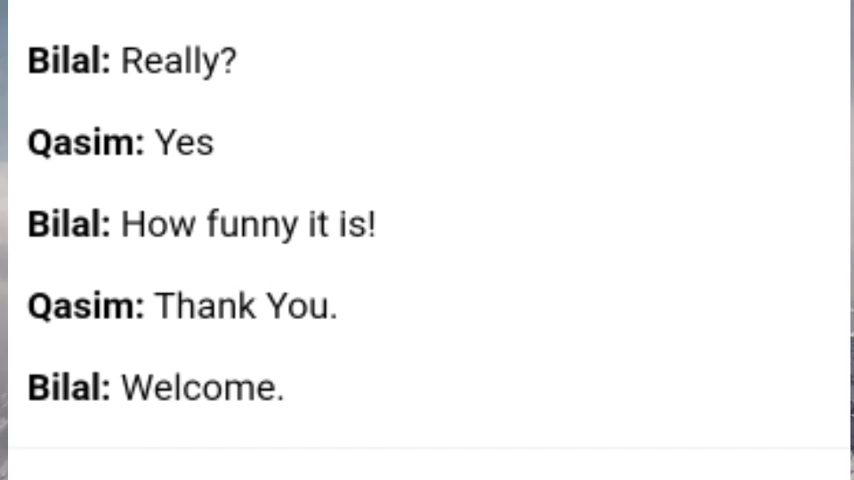 Bilal: Really?
Qasim: Yes
Bilal: How funny it is!
Qasim: Thank You.
Bilal: Welcome.